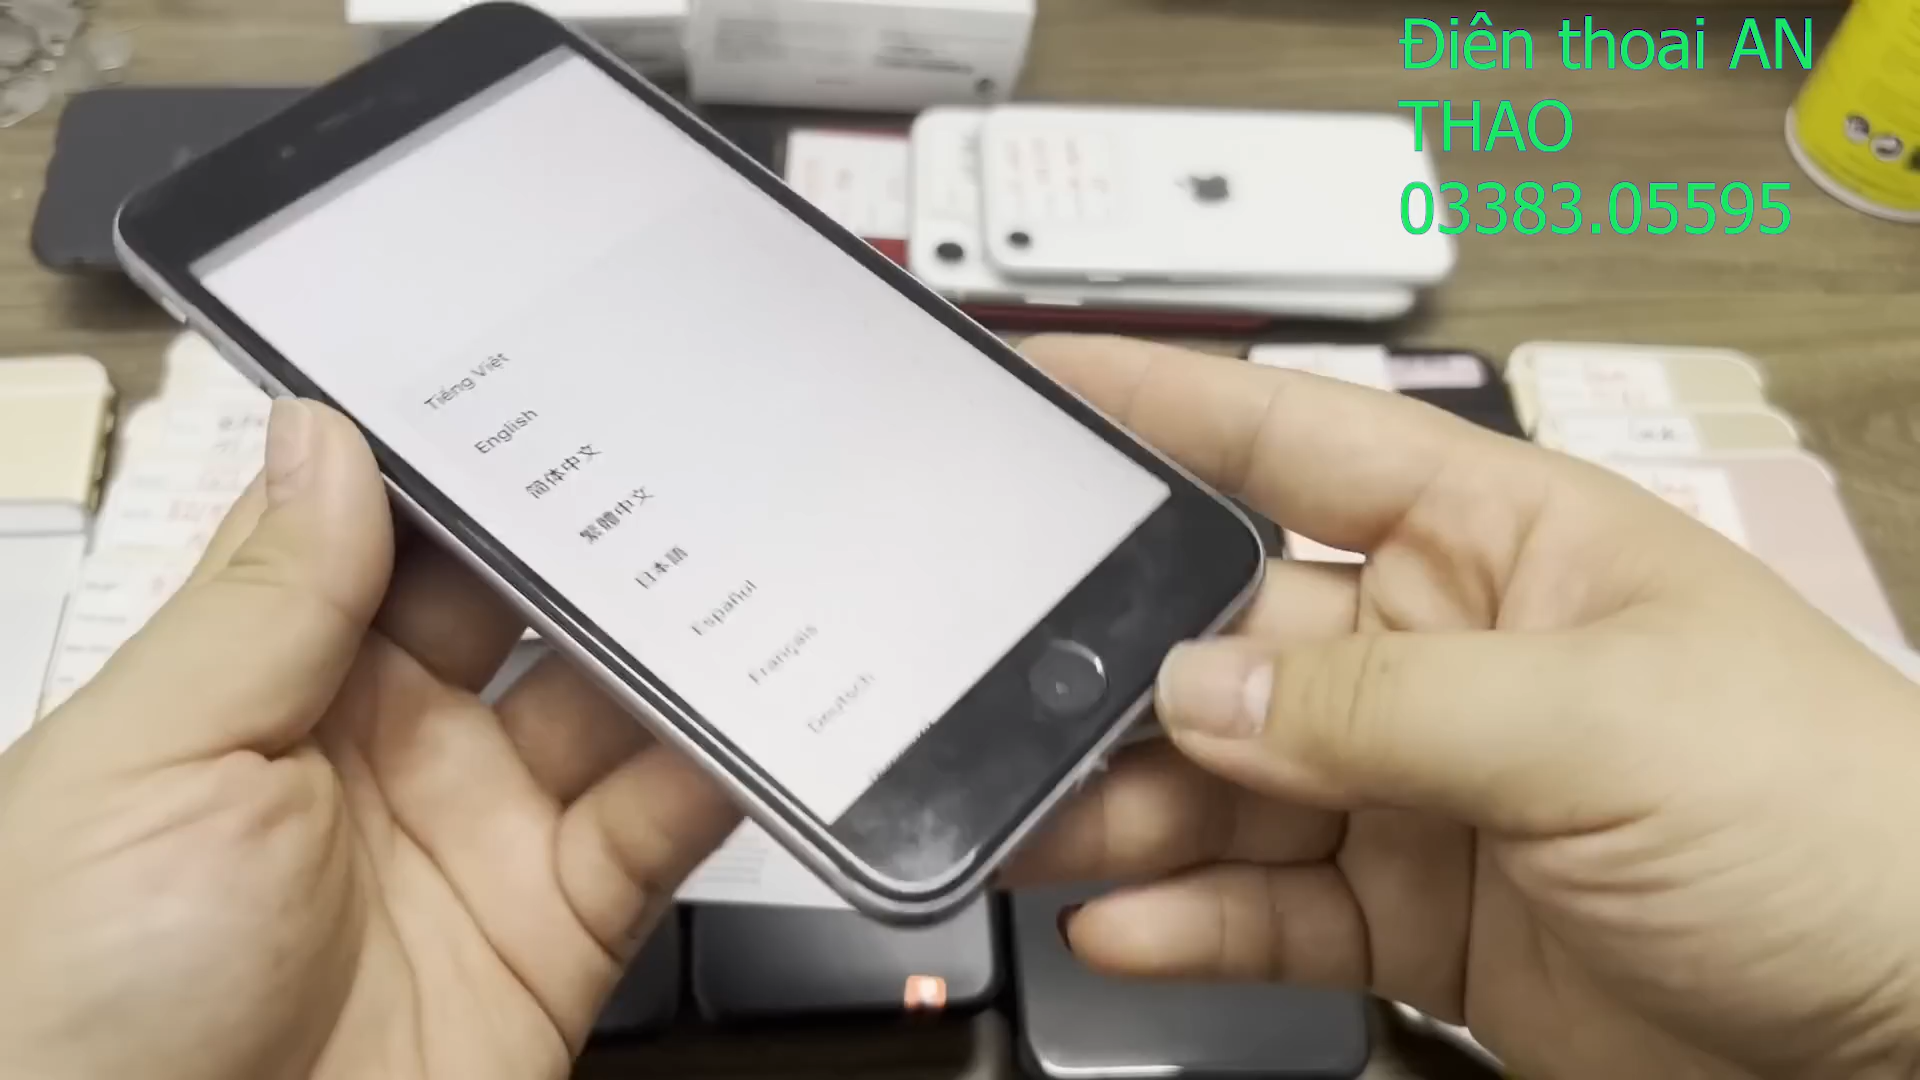 Điên thoai AN
THAO
03383.05595
Tiếng Việt
English
简体中文
繁體中文
日本語
Español
Français
Deutsch